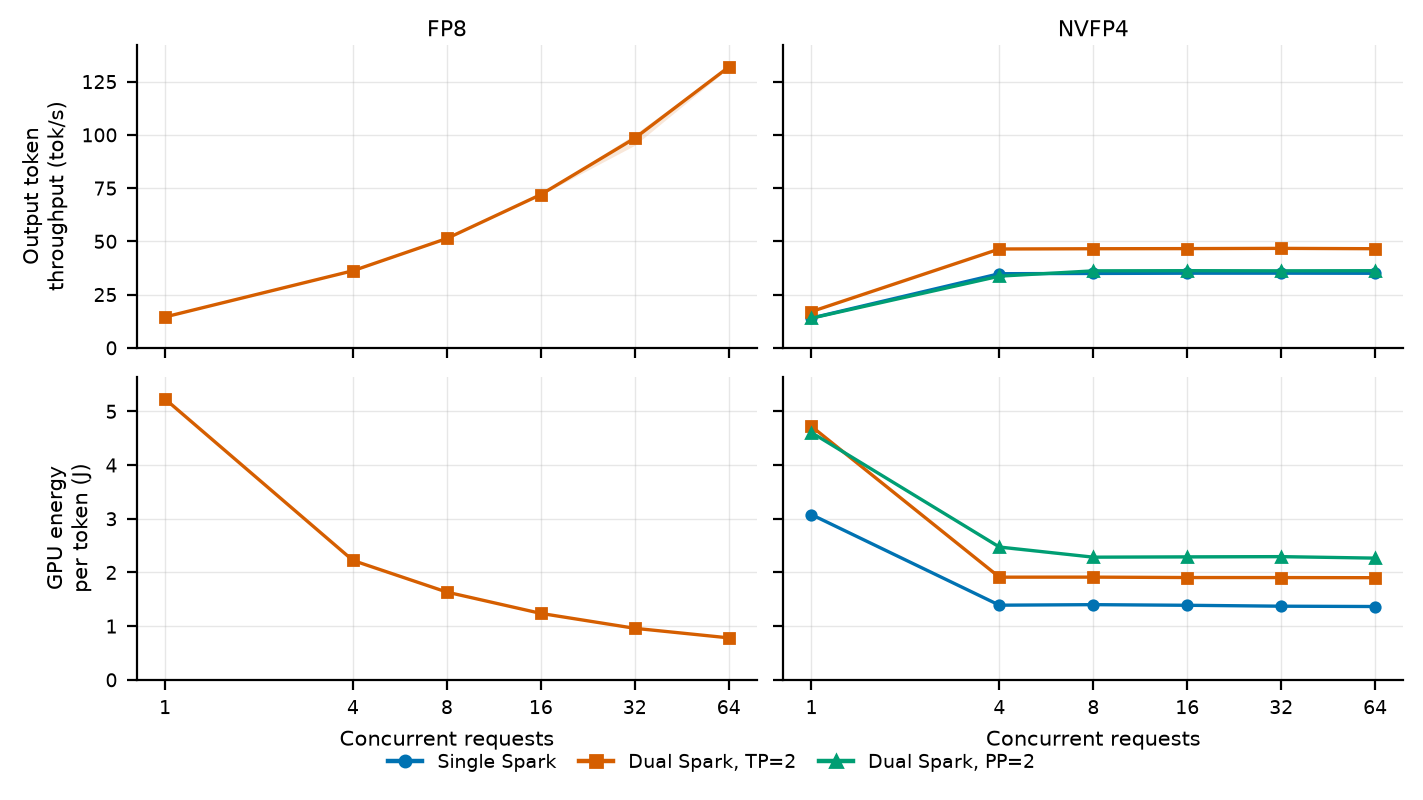 FP8
NVFP4
Output token
throughput (tok/s)
125
100
75
50
25
0
GPU energy
per token (J)
5
4
3
2
1
0
1 4 8 16 32 64
1 4 8 16 32 64
Concurrent requests
Concurrent requests
Single Spark
Dual Spark, TP=2
Dual Spark, PP=2